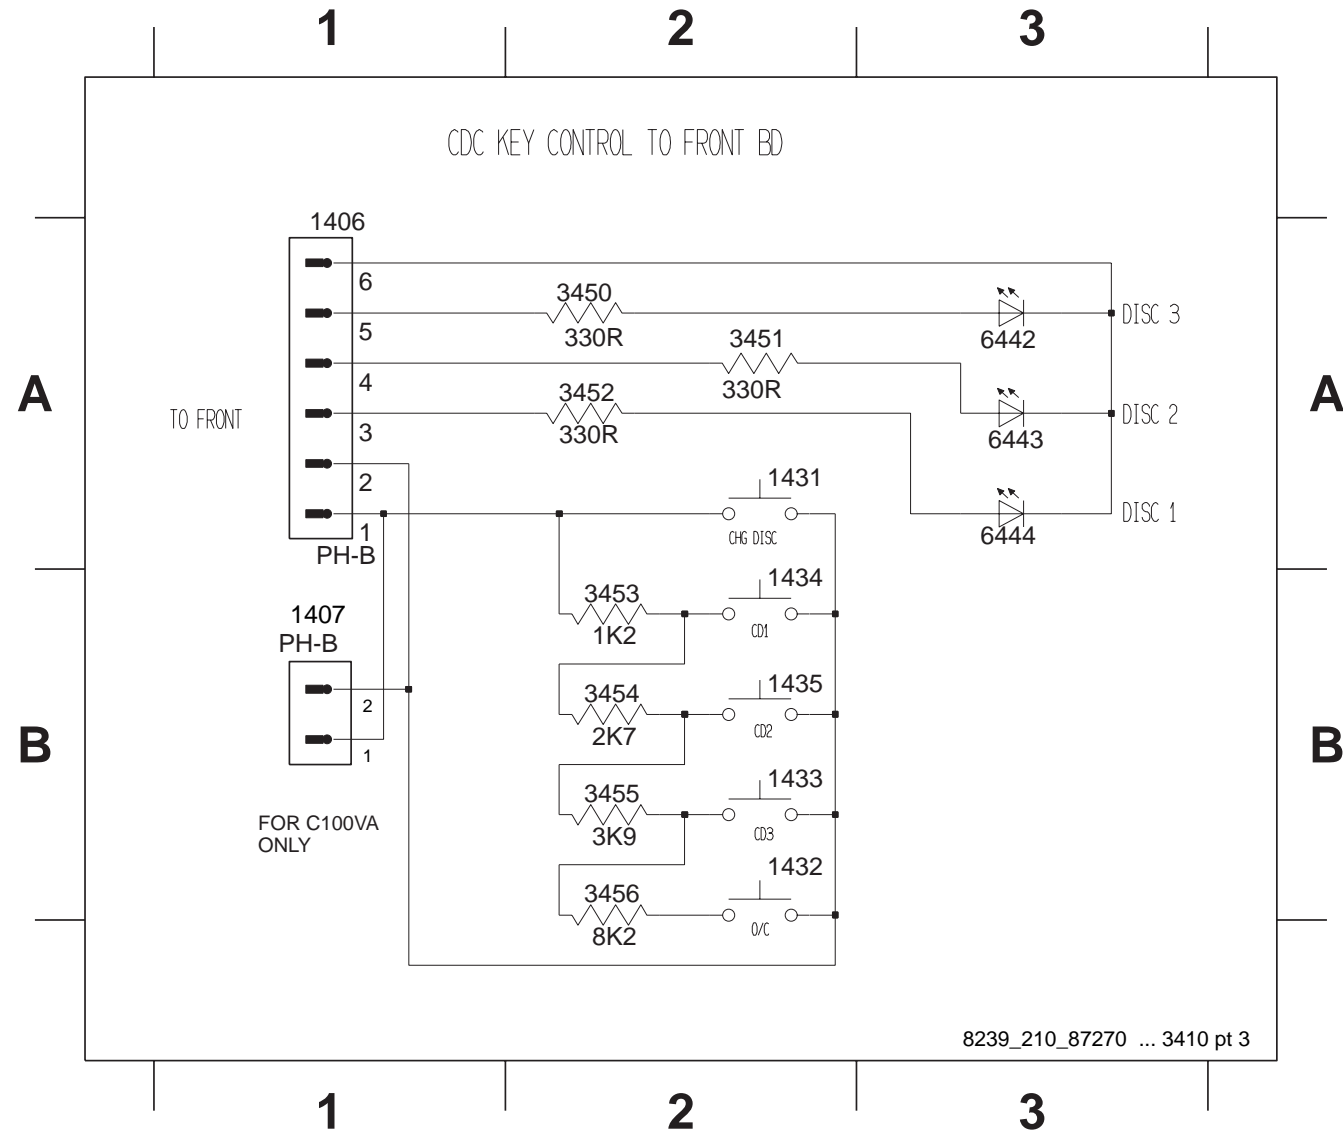 1 2 3
CDC KEY CONTROL TO FRONT BD
1406
6
3450
5
330R
6442
DISC 3
3451
4
330R
A
A
TO FRONT
3452
3
330R
6443
DISC 2
2
1431
1
PH-B
CHG DISC
6444
DISC 1
1434
3453
1K2
CD1
1407
PH-B
2
1
1435
3454
2K7
CD2
B
B
1433
3455
3K9
CD3
FOR C100VA
ONLY
1432
3456
8K2
O/C
8239_210_87270 ... 3410 pt 3
1 2 3